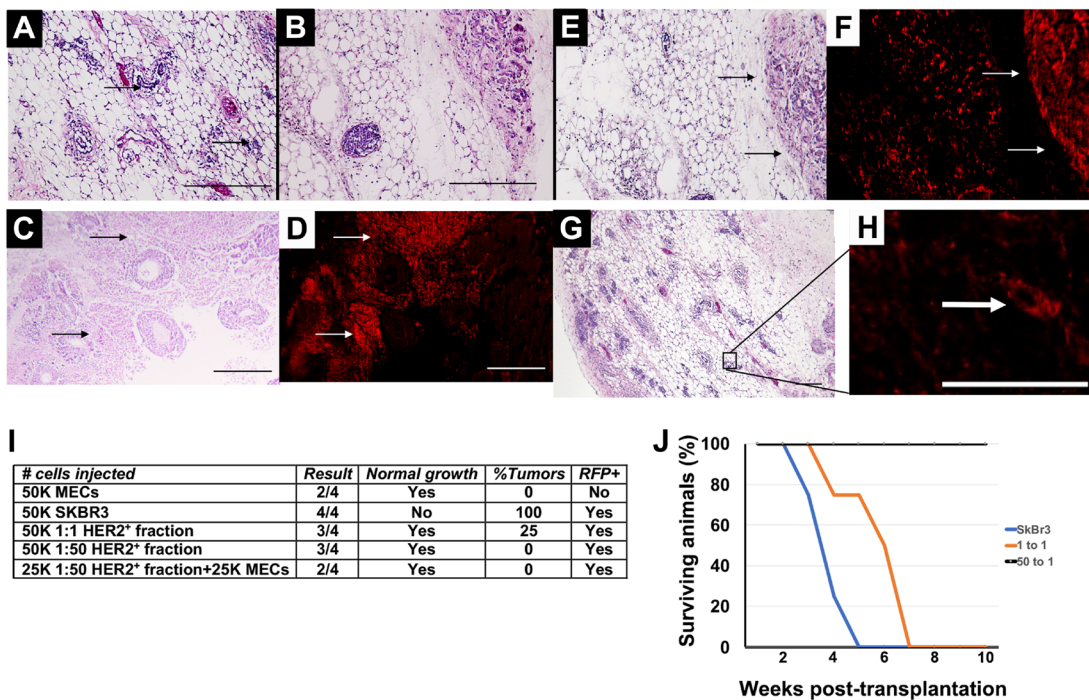 A
B
E
F
C
D
G
H
I
# cells injected Result Normal growth %Tumors RFP+
50K MECs 2/4 Yes 0 No
50K SKBR3 4/4 No 100 Yes
50K 1:1 HER2⁺ fraction 3/4 Yes 25 Yes
50K 1:50 HER2⁺ fraction 3/4 Yes 0 Yes
25K 1:50 HER2⁺ fraction+25K MECs 2/4 Yes 0 Yes
J
Surviving animals (%)
100
80
60
40
20
0
2 4 6 8 10
Weeks post-transplantation
SkBr3
1 to 1
50 to 1